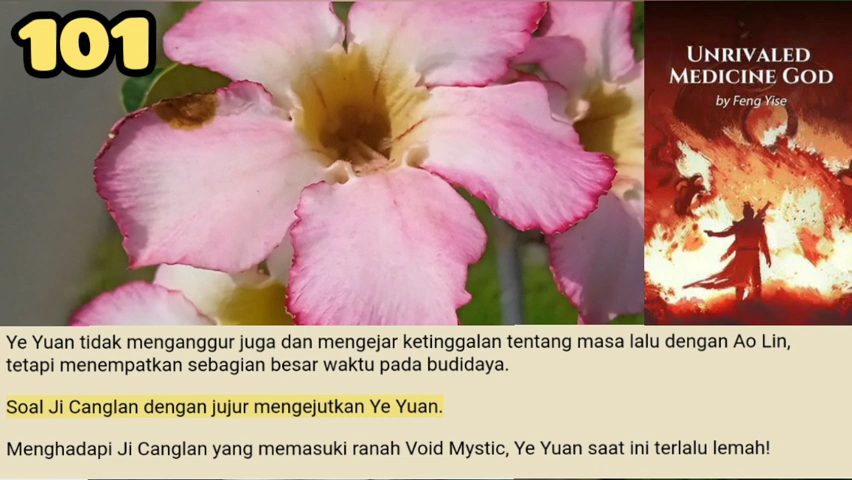 101
UNRIVALED
MEDICINE GOD
by Feng Yise
Ye Yuan tidak menganggur juga dan mengejar ketinggalan tentang masa lalu dengan Ao Lin,
tetapi menempatkan sebagian besar waktu pada budidaya.
Soal Ji Canglan dengan jujur mengejutkan Ye Yuan.
Menghadapi Ji Canglan yang memasuki ranah Void Mystic, Ye Yuan saat ini terlalu lemah!